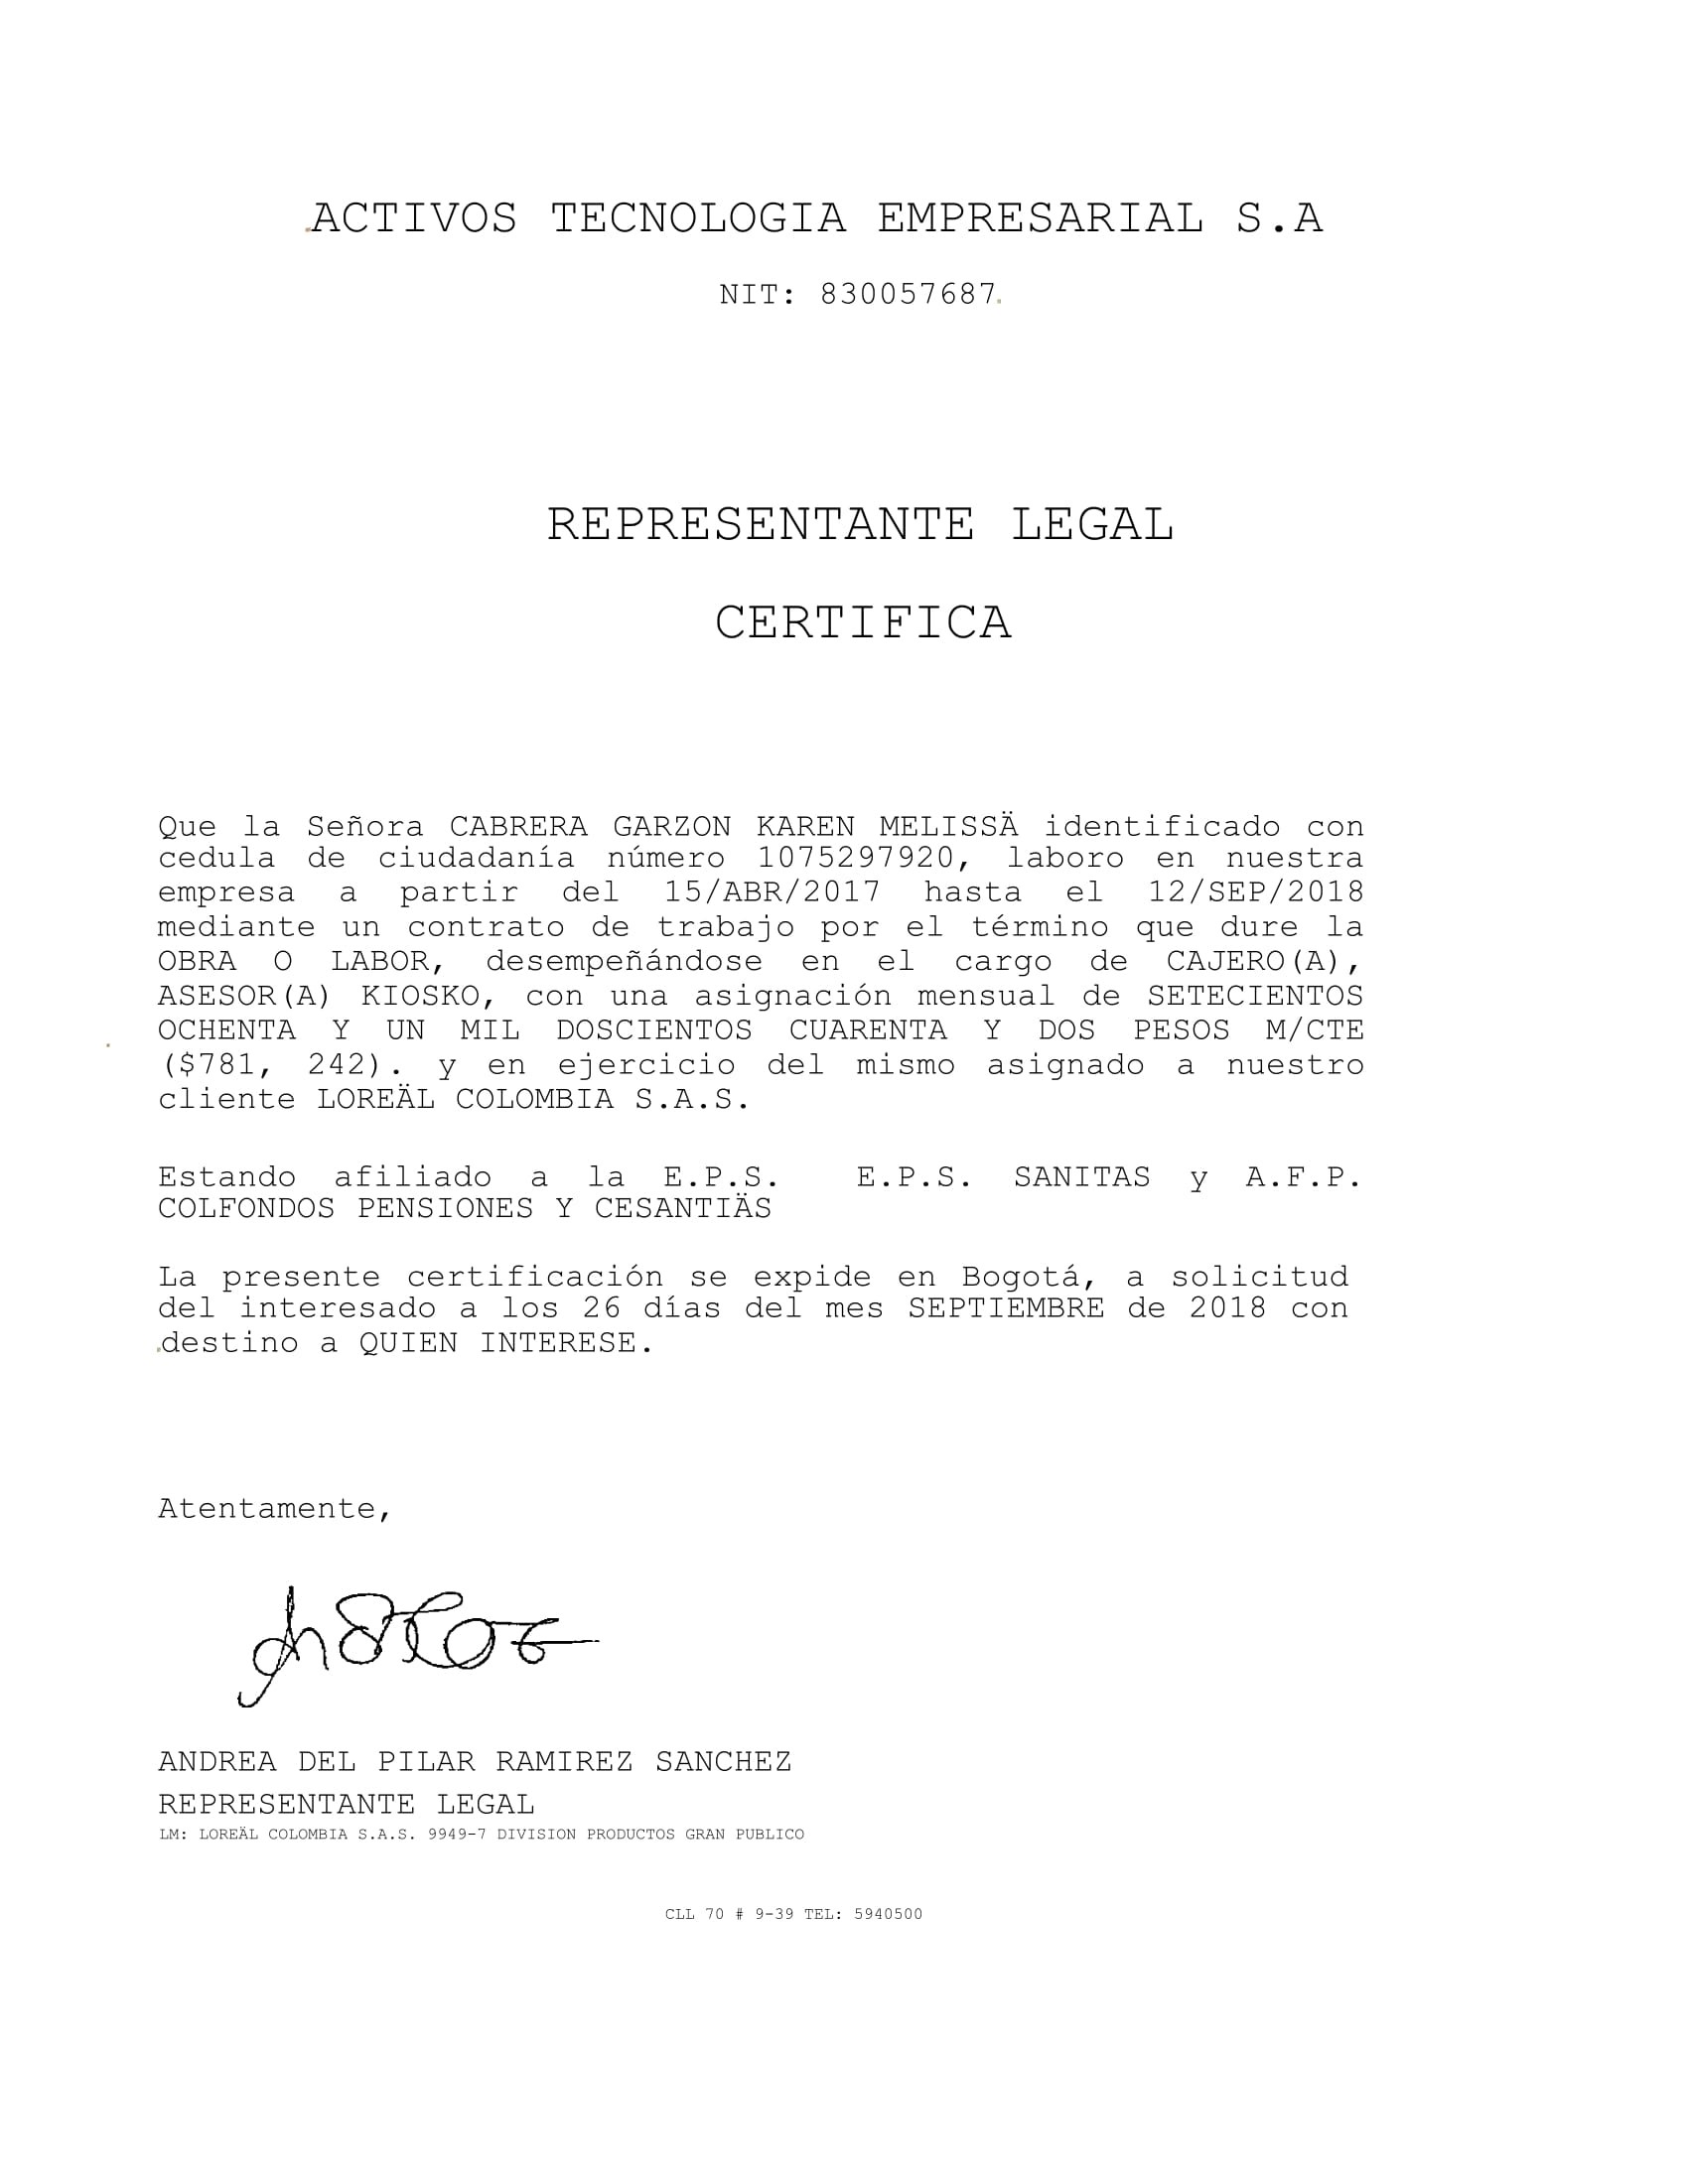 ACTIVOS TECNOLOGIA EMPRESARIAL S.A
NIT: 830057687
REPRESENTANTE LEGAL
CERTIFICA
Que la Señora CABRERA GARZON KAREN MELISSÄ identificado con
cedula de ciudadanía número 1075297920, laboro en nuestra
empresa a partir del 15/ABR/2017 hasta el 12/SEP/2018
mediante un contrato de trabajo por el término que dure la
OBRA O LABOR, desempeñándose en el cargo de CAJERO(A),
ASESOR(A) KIOSKO, con una asignación mensual de SETECIENTOS
OCHENTA Y UN MIL DOSCIENTOS CUARENTA Y DOS PESOS M/CTE
($781, 242). y en ejercicio del mismo asignado a nuestro
cliente LOREÄL COLOMBIA S.A.S.
Estando afiliado a la E.P.S. E.P.S. SANITAS y A.F.P.
COLFONDOS PENSIONES Y CESANTIÄS
La presente certificación se expide en Bogotá, a solicitud
del interesado a los 26 días del mes SEPTIEMBRE de 2018 con
destino a QUIEN INTERESE.
Atentamente,
ANDREA DEL PILAR RAMIREZ SANCHEZ
REPRESENTANTE LEGAL
LM: LOREÄL COLOMBIA S.A.S. 9949-7 DIVISION PRODUCTOS GRAN PUBLICO
CLL 70 # 9-39 TEL: 5940500